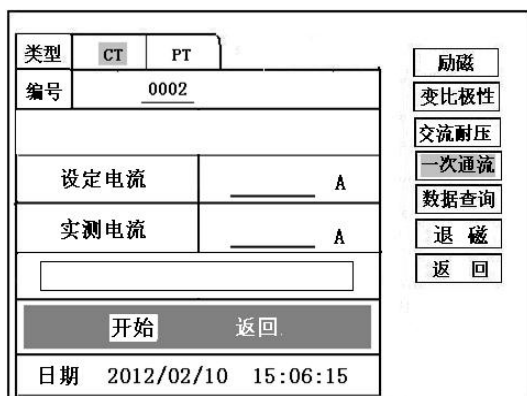 类型 CT PT
编号 0002
设定电流 A
实测电流 A
开始 返回
日期 2012/02/10 15:06:15
励磁
变比极性
交流耐压
一次通流
数据查询
退 磁
返 回